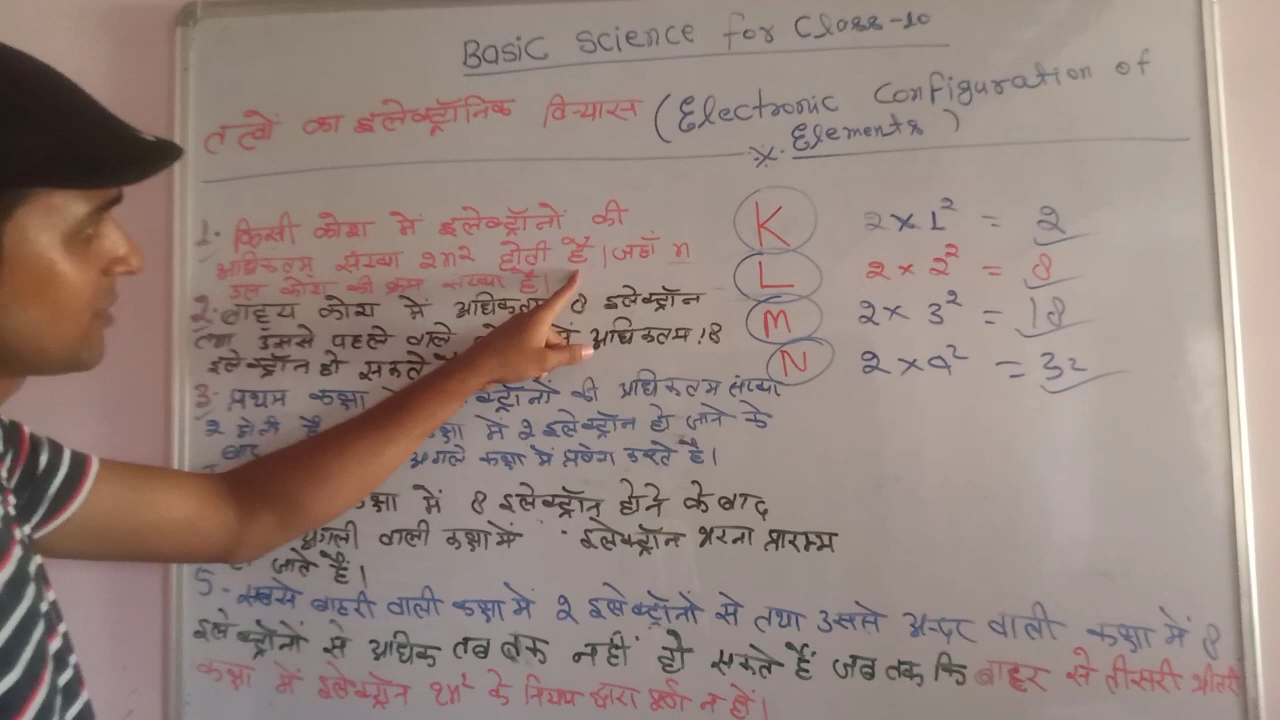 Basic Science for Class-10
तत्वों का इलेक्ट्रॉनिक विन्यास (Electronic Configuration of
Elements)
1. किसी कोश में इलेक्ट्रॉनों की
अधिकतम संख्या 2n2 होती है। जहाँ n
उस कोश की क्रम संख्या है।
2. बाह्य कोश में अधिकतम 8 इलेक्ट्रॉन
तथा उससे पहले वाले में अधिकतम 18
इलेक्ट्रॉन हो सकते
3. प्रथम कक्षा इलेक्ट्रॉनों की अधिकतम संख्या
2 होती है कक्षा में 2 इलेक्ट्रॉन हो जाने के
बाद अगले कक्षा में प्रवेश करते है।
कक्षा में 8 इलेक्ट्रॉन होने के बाद
अगली वाली कक्षा में इलेक्ट्रॉन भरना प्रारम्भ
जाते हैं।
5. सबसे बाहरी वाली कक्षा में 2 इलेक्ट्रॉनों से तथा उससे अन्दर वाली कक्षा में 8
इलेक्ट्रॉनों से अधिक तब तक नहीं हो सकते हैं जब तक कि बाहर से तीसरी भीतरी
कक्षा में इलेक्ट्रॉन 2n² के नियम द्वारा पूर्ण न हों।
K 2×1² = 2
L 2×2² = 8
M 2×3² = 18
N 2×4² = 32